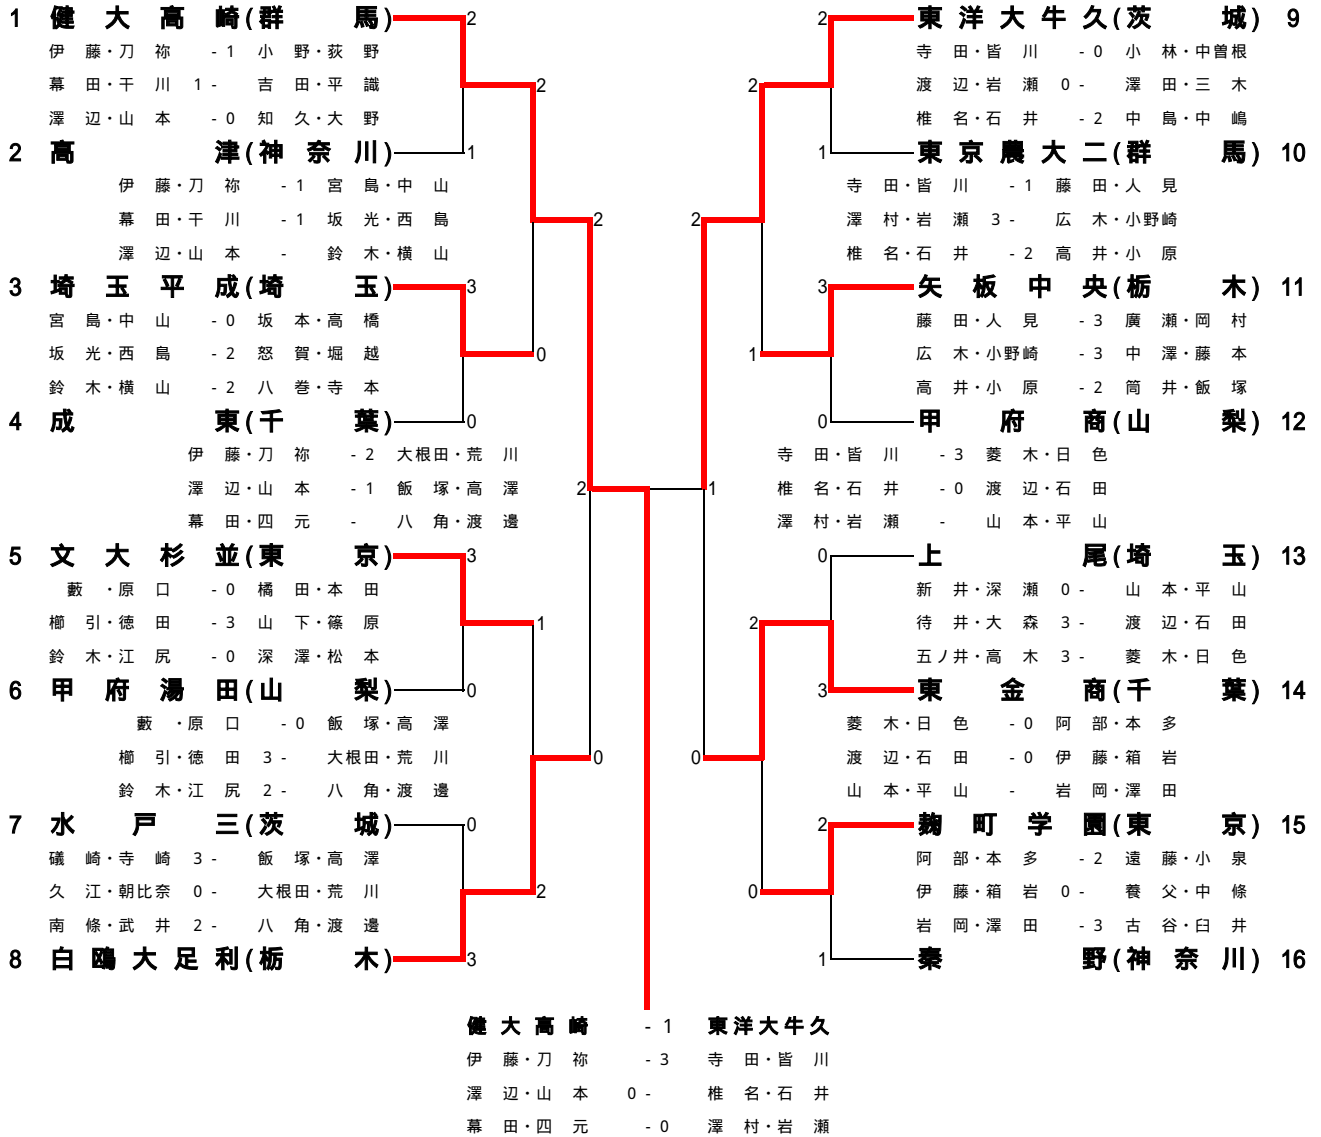 1 健大高崎(群馬) 2
伊藤・刀祢 -1 小野・荻野
幕田・干川 1- 吉田・平識
澤辺・山本 -0 知久・大野
2
2 高津(神奈川) 1
伊藤・刀祢 -1 宮島・中山
幕田・干川 -1 坂光・西島
澤辺・山本 - 鈴木・横山
2
3 埼玉平成(埼玉) 3
宮島・中山 -0 坂本・高橋
坂光・西島 -2 怒賀・堀越
鈴木・横山 -2 八巻・寺本
0
4 成東(千葉) 0
伊藤・刀祢 -2 大根田・荒川
澤辺・山本 -1 飯塚・高澤
幕田・四元 - 八角・渡邊
2
5 文大杉並(東京) 3
藪・原口 -0 橘田・本田
櫛引・徳田 -3 山下・篠原
鈴木・江尻 -0 深澤・松本
1
6 甲府湯田(山梨) 0
藪・原口 -0 飯塚・高澤
櫛引・徳田 3- 大根田・荒川
鈴木・江尻 2- 八角・渡邊
0
7 水戸三(茨城) 0
礒崎・寺崎 3- 飯塚・高澤
久江・朝比奈 0- 大根田・荒川
南條・武井 2- 八角・渡邊
2
8 白鴎大足利(栃木) 3
2 東洋大牛久(茨城) 9
寺田・皆川 -0 小林・中曽根
渡辺・岩瀬 0- 澤田・三木
椎名・石井 -2 中島・中嶋
2
1 東京農大二(群馬) 10
寺田・皆川 -1 藤田・人見
澤村・岩瀬 3- 広木・小野崎
椎名・石井 -2 高井・小原
2
3 矢板中央(栃木) 11
藤田・人見 -3 廣瀬・岡村
広木・小野崎 -3 中澤・藤本
高井・小原 -2 筒井・飯塚
1
0 甲府商(山梨) 12
寺田・皆川 -3 菱木・日色
椎名・石井 -0 渡辺・石田
澤村・岩瀬 - 山本・平山
1
0 上尾(埼玉) 13
新井・深瀬 0- 山本・平山
待井・大森 3- 渡辺・石田
五ノ井・高木 3- 菱木・日色
2
3 東金商(千葉) 14
菱木・日色 -0 阿部・本多
渡辺・石田 -0 伊藤・箱岩
山本・平山 - 岩岡・澤田
0
2 麹町学園(東京) 15
阿部・本多 -2 遠藤・小泉
伊藤・箱岩 0- 養父・中條
岩岡・澤田 -3 古谷・臼井
0
1 秦野(神奈川) 16
健大高崎 -1 東洋大牛久
伊藤・刀祢 -3 寺田・皆川
澤辺・山本 0- 椎名・石井
幕田・四元 -0 澤村・岩瀬